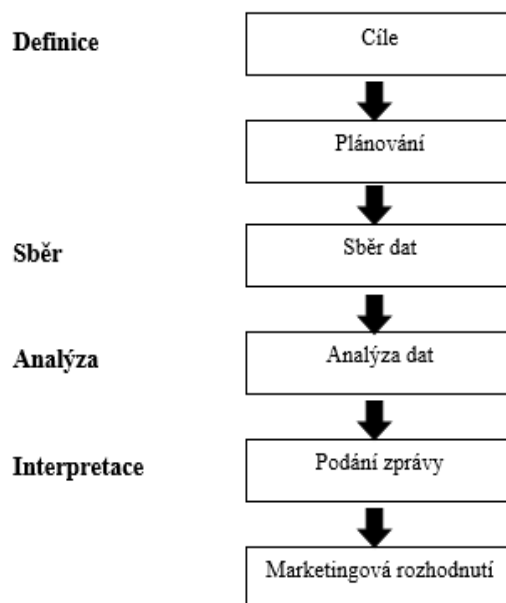 Definice
Cíle
Plánování
Sběr
Sběr dat
Analýza
Analýza dat
Interpretace
Podání zprávy
Marketingová rozhodnutí